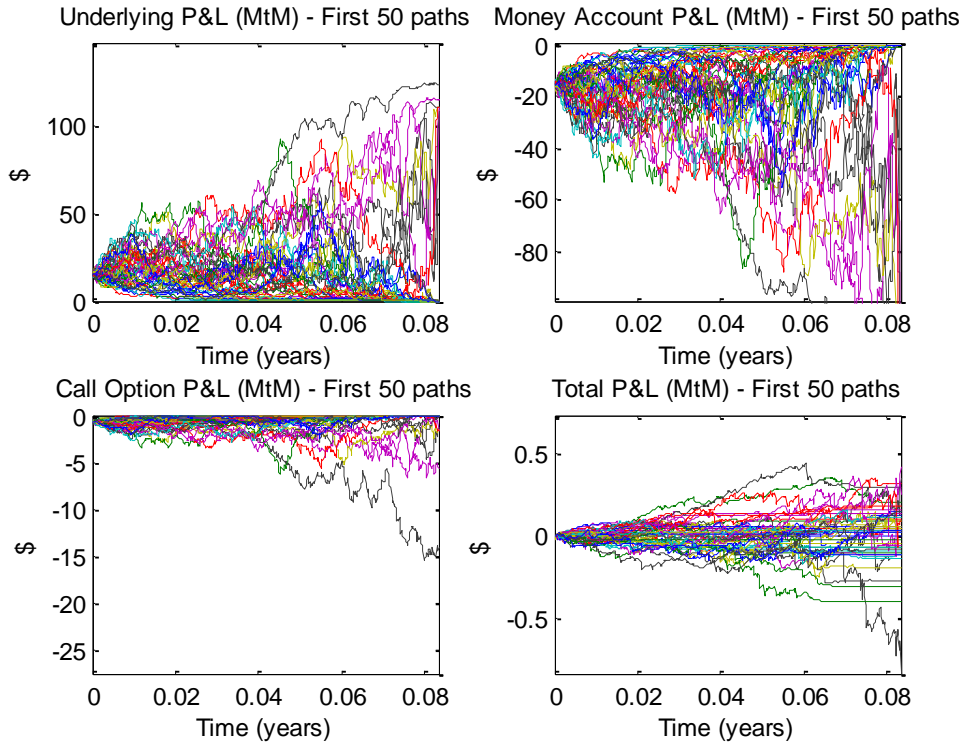 Underlying P&L (MtM) - First 50 paths
$
100
50
0
0 0.02 0.04 0.06 0.08
Time (years)
Money Account P&L (MtM) - First 50 paths
$
0
-20
-40
-60
-80
0 0.02 0.04 0.06 0.08
Time (years)
Call Option P&L (MtM) - First 50 paths
$
0
-5
-10
-15
-20
-25
0 0.02 0.04 0.06 0.08
Time (years)
Total P&L (MtM) - First 50 paths
$
0.5
0
-0.5
0 0.02 0.04 0.06 0.08
Time (years)